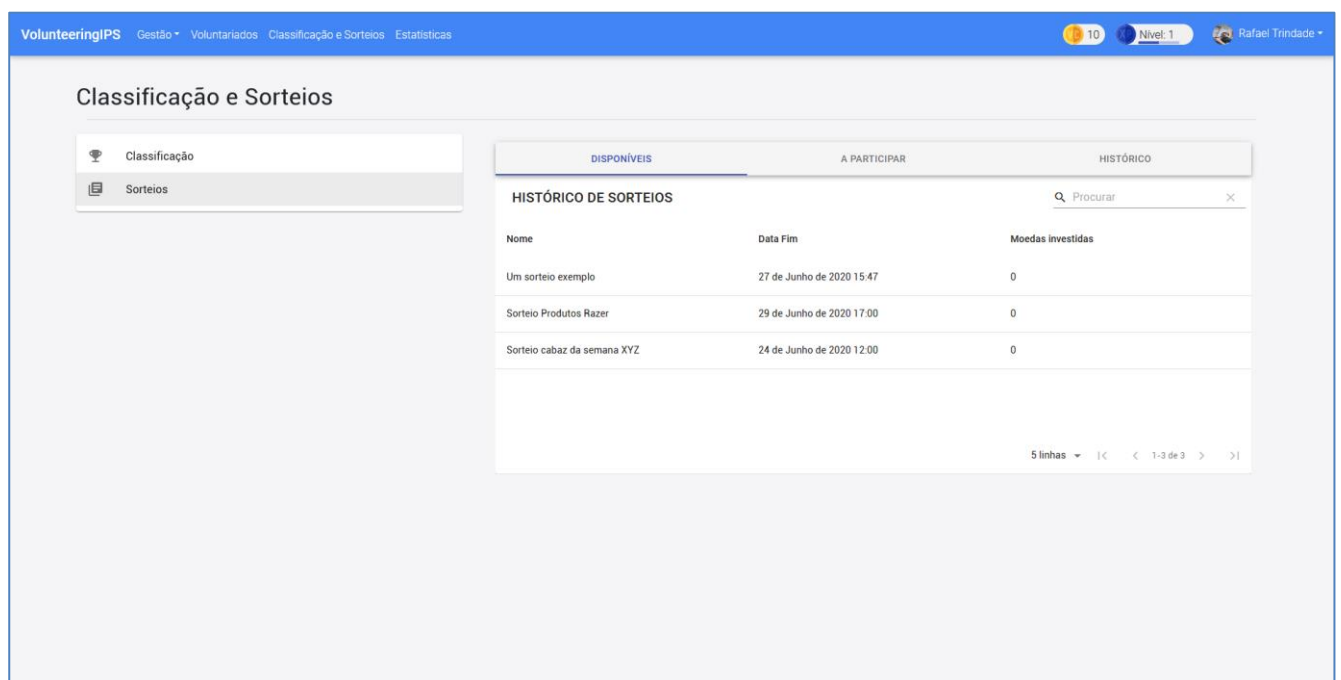 VolunteeringIPS Gestão Voluntariados Classificação e Sorteios Estatísticas 10 Nível: 1 Rafael Trindade
Classificação e Sorteios
Classificação
Sorteios
DISPONÍVEIS A PARTICIPAR HISTÓRICO
HISTÓRICO DE SORTEIOS Procurar
Nome Data Fim Moedas investidas
Um sorteio exemplo 27 de Junho de 2020 15:47 0
Sorteio Produtos Razer 29 de Junho de 2020 17:00 0
Sorteio cabaz da semana XYZ 24 de Junho de 2020 12:00 0
5 linhas 1-3 de 3